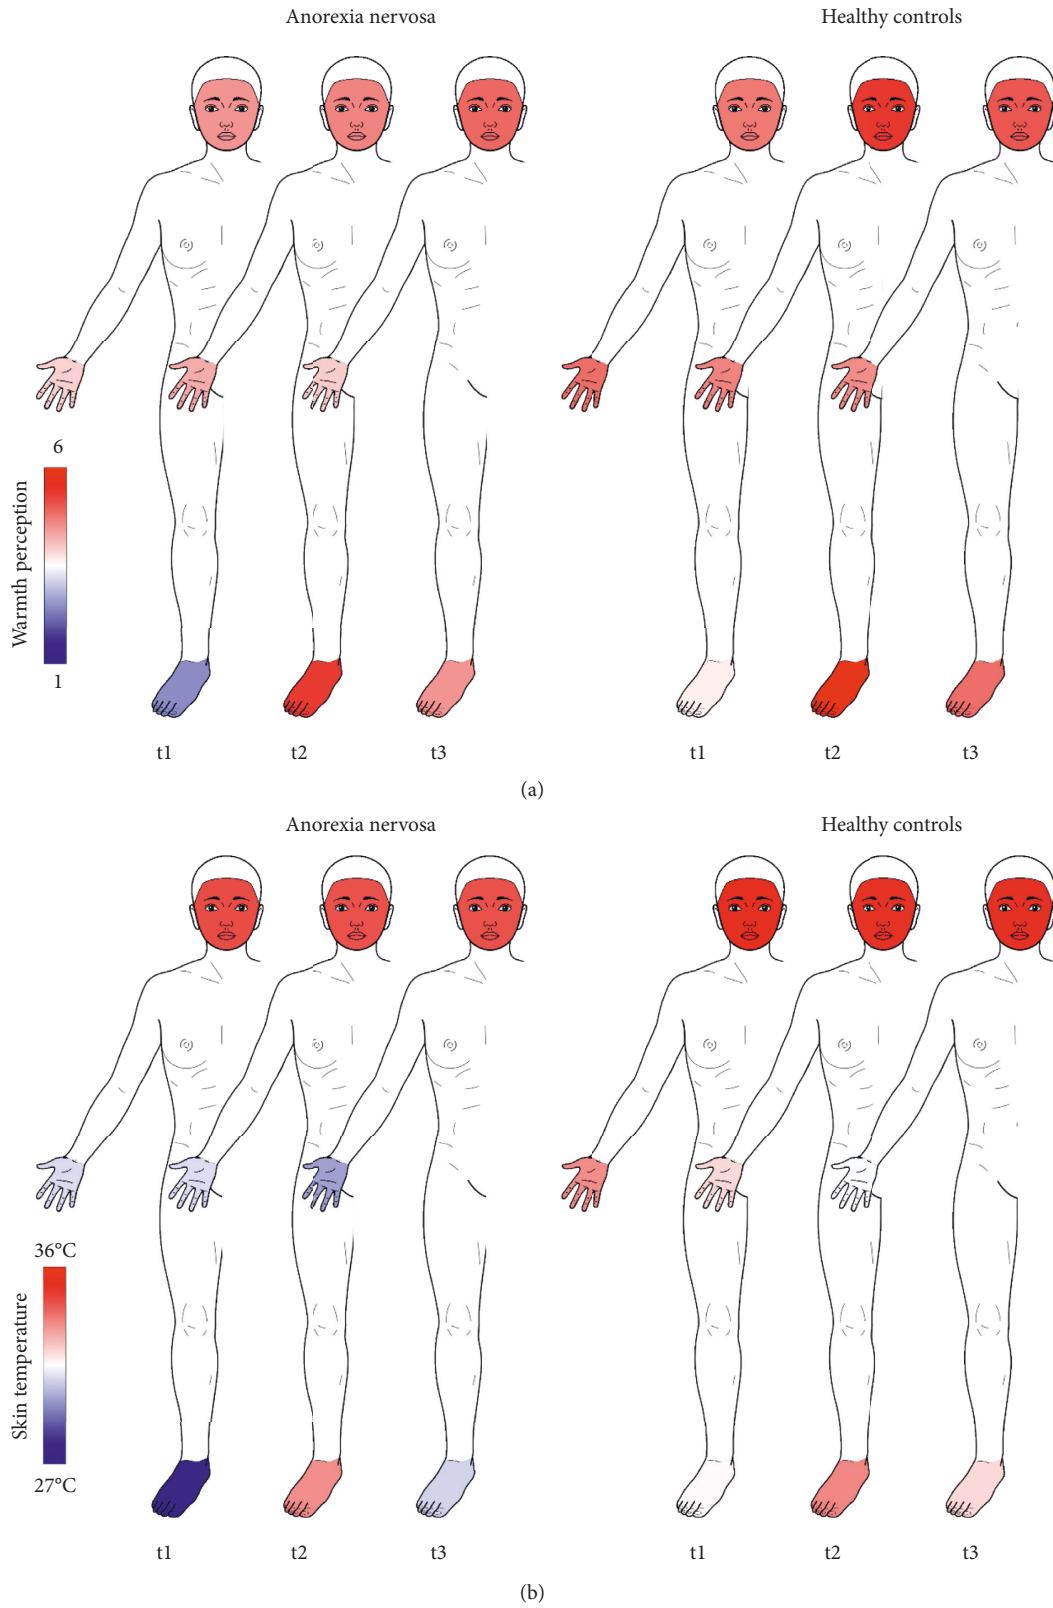 Anorexia nervosa
Healthy controls
6
Warmth perception
1
t1
t2
t3
t1
t2
t3
(a)
Anorexia nervosa
Healthy controls
36°C
Skin temperature
27°C
t1
t2
t3
t1
t2
t3
(b)